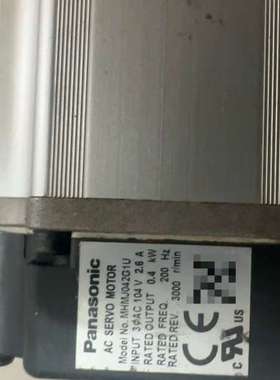 Panasonic
AC SERVO MOTOR
Model No. MHMJ042G1U
INPUT 3ΦAC 104 V 2.6 A
RATED OUTPUT 0.4 kW
RATED FREQ. 200 Hz
RATED REV. 3000 r/min
CE
c UR US